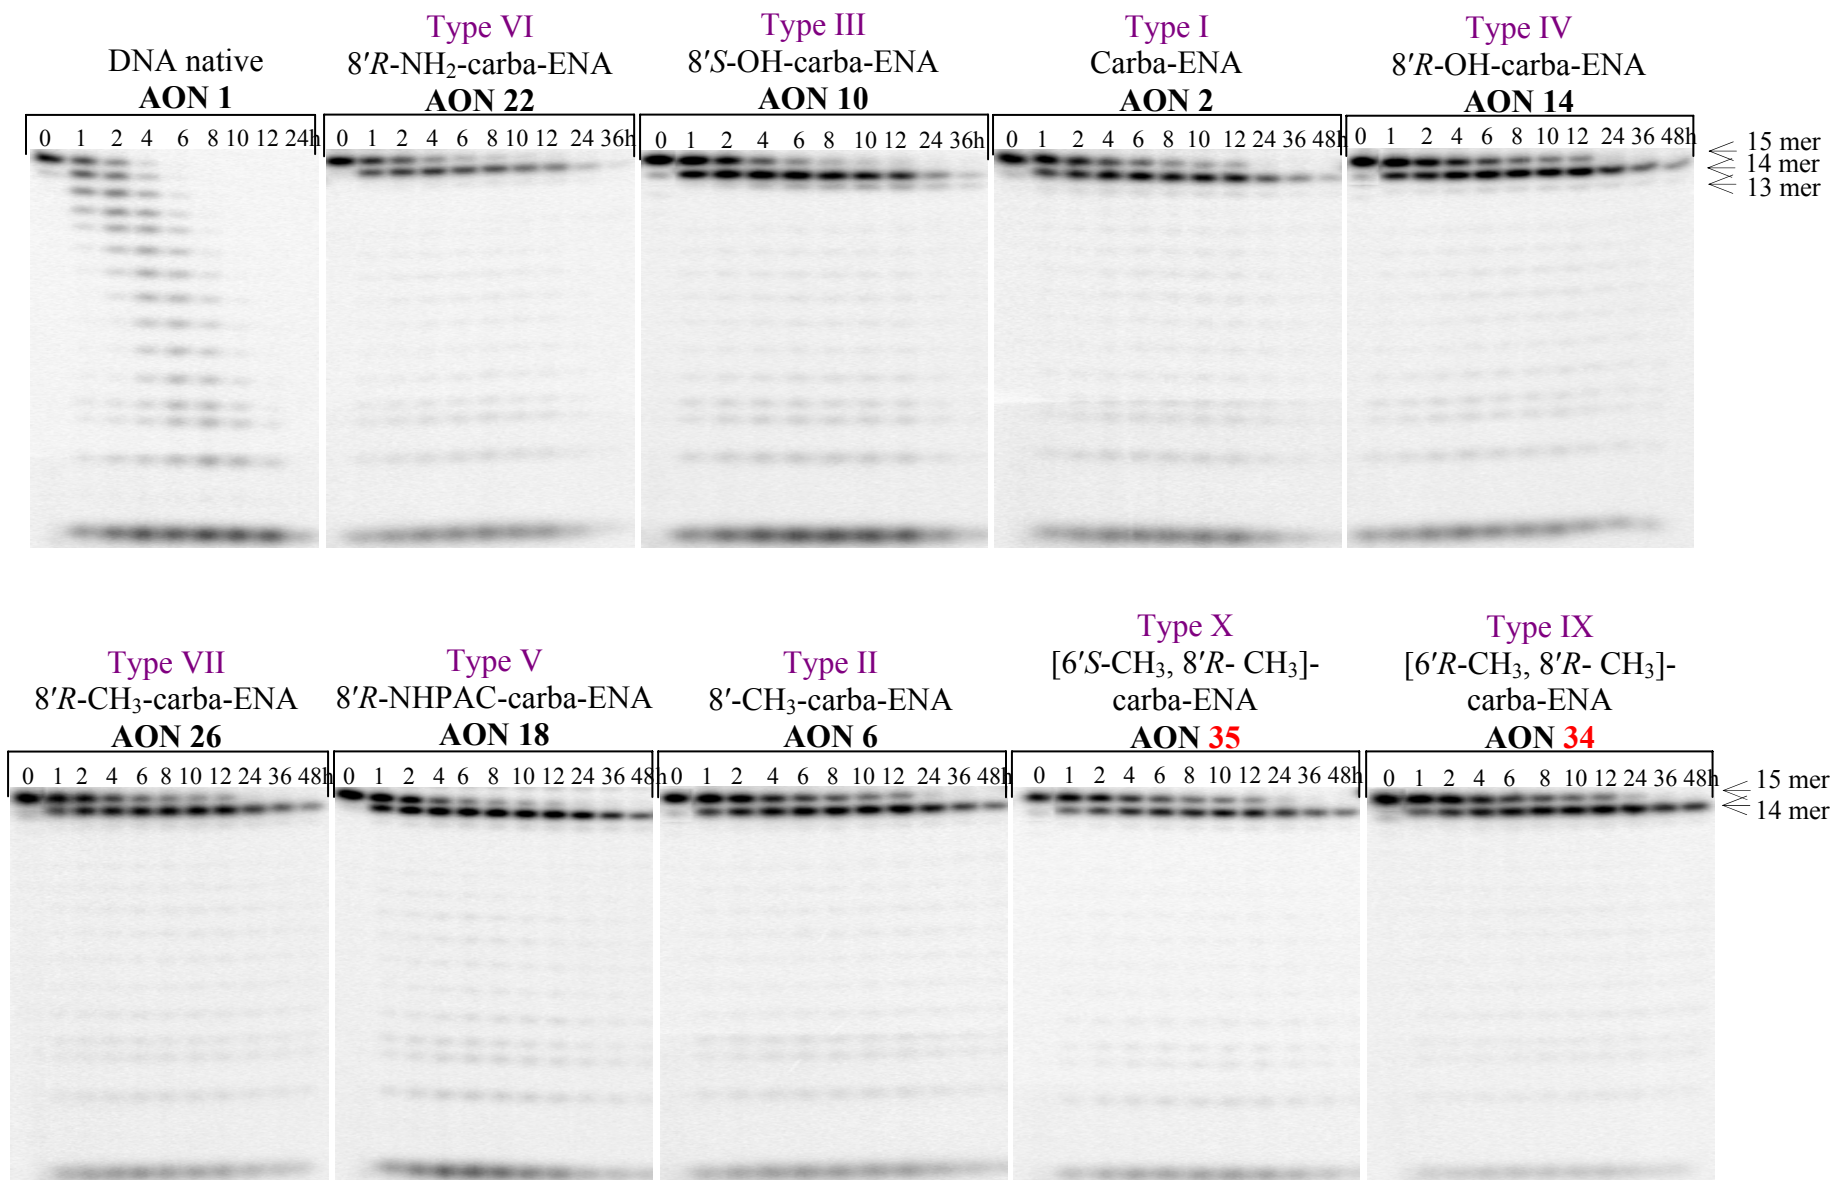 DNA native
AON 1
0 1 2 4 6 8 10 12 24h
Type VI
8'R-NH2-carba-ENA
AON 22
0 1 2 4 6 8 10 12 24 36h
Type III
8'S-OH-carba-ENA
AON 10
0 1 2 4 6 8 10 12 24 36h
Type I
Carba-ENA
AON 2
0 1 2 4 6 8 10 12 24 36 48h
Type IV
8'R-OH-carba-ENA
AON 14
0 1 2 4 6 8 10 12 24 36 48h
15 mer
14 mer
13 mer
Type VII
8'R-CH3-carba-ENA
AON 26
0 1 2 4 6 8 10 12 24 36 48h
Type V
8'R-NHPAC-carba-ENA
AON 18
0 1 2 4 6 8 10 12 24 36 48h
Type II
8'-CH3-carba-ENA
AON 6
0 1 2 4 6 8 10 12 24 36 48h
Type X
[6'S-CH3, 8'R- CH3]-
carba-ENA
AON 35
0 1 2 4 6 8 10 12 24 36 48h
Type IX
[6'R-CH3, 8'R- CH3]-
carba-ENA
AON 34
0 1 2 4 6 8 10 12 24 36 48h
15 mer
14 mer